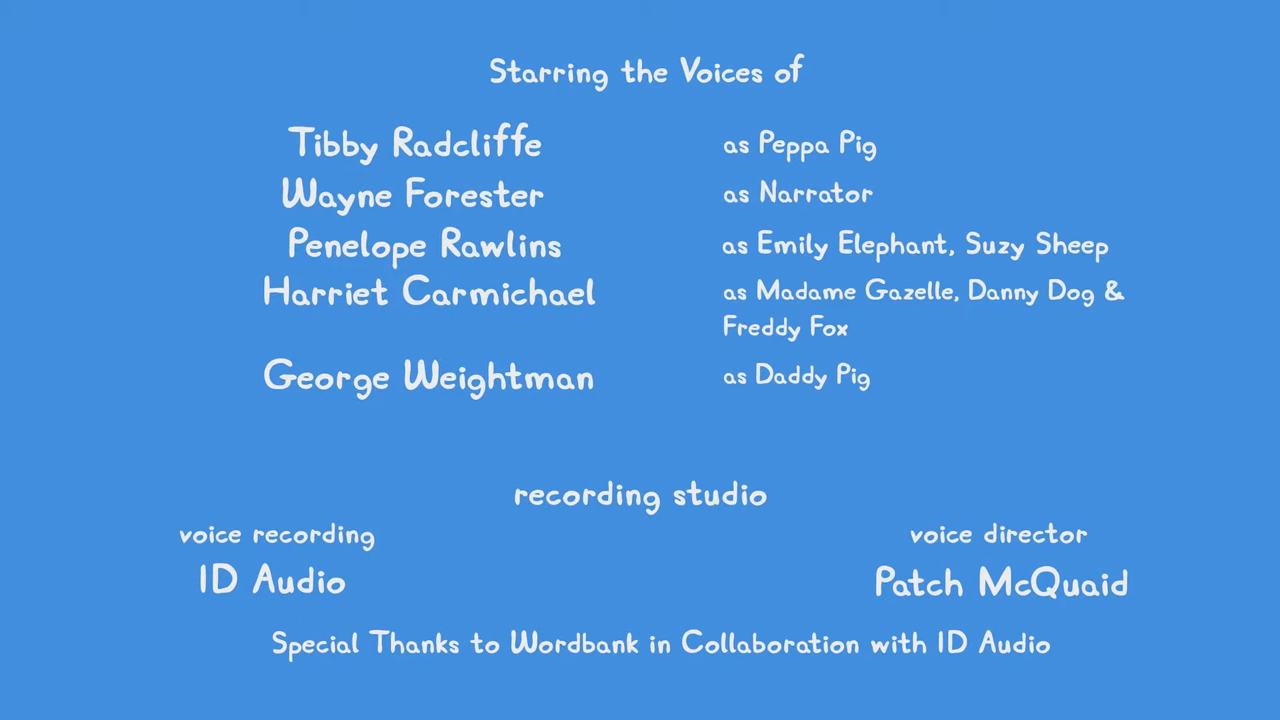 Starring the Voices of
Tibby Radcliffe as Peppa Pig
Wayne Forester as Narrator
Penelope Rawlins as Emily Elephant, Suzy Sheep
Harriet Carmichael as Madame Gazelle, Danny Dog &
Freddy Fox
George Weightman as Daddy Pig
recording studio
voice recording voice director
ID Audio Patch McQuaid
Special Thanks to Wordbank in Collaboration with ID Audio